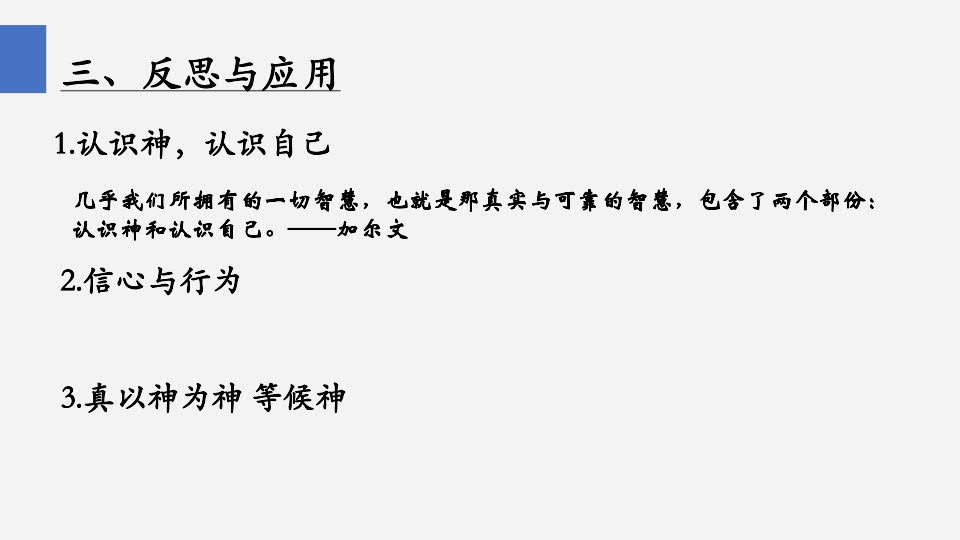 三、反思与应用
1.认识神，认识自己
几乎我们所拥有的一切智慧，也就是那真实与可靠的智慧，包含了两个部份：
认识神和认识自己。——加尔文
2.信心与行为
3.真以神为神 等候神